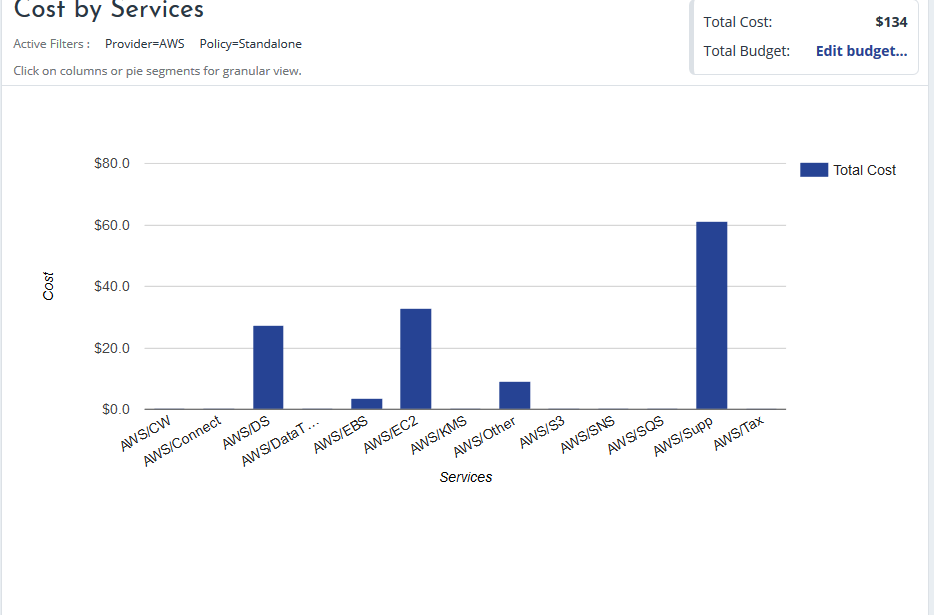 Cost by Services
Active Filters : Provider=AWS Policy=Standalone
Click on columns or pie segments for granular view.
Total Cost: $134
Total Budget: Edit budget...
$80.0
$60.0
$40.0
$20.0
$0.0
Cost
Total Cost
AWS/CW
AWS/Connect
AWS/DS
AWS/DataT...
AWS/EBS
AWS/EC2
AWS/KMS
AWS/Other
AWS/S3
AWS/SNS
AWS/SQS
AWS/Supp
AWS/Tax
Services